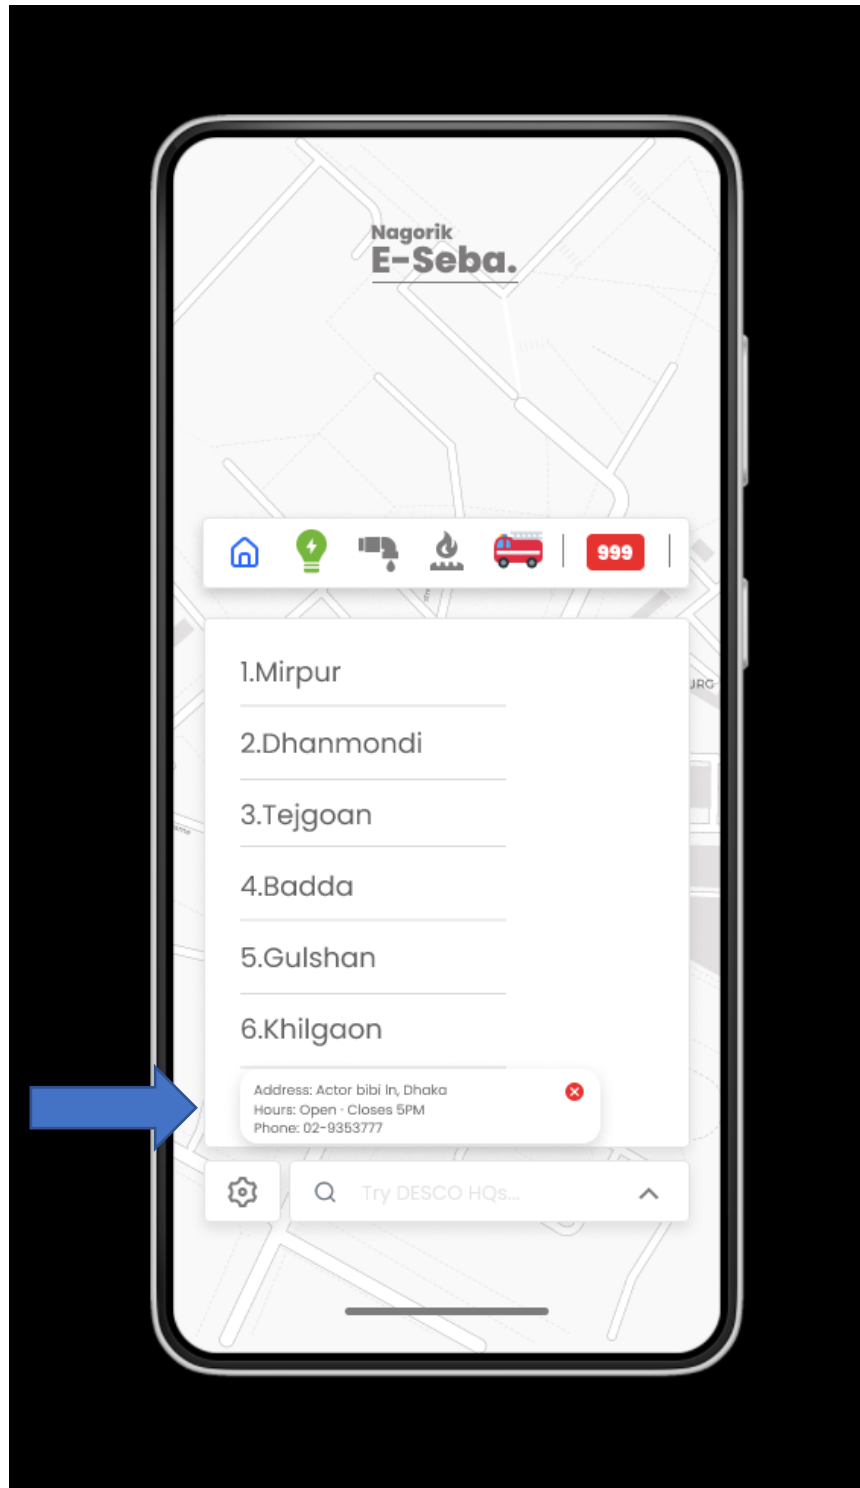 Nagorik
E-Seba.
999
1.Mirpur
URG
2.Dhanmondi
3.Tejgoan
4.Badda
5.Gulshan
6.Khilgaon
Address: Actor bibi ln, Dhaka
Hours: Open · Closes 5PM
Phone: 02-9353777
Try DESCO HQs...